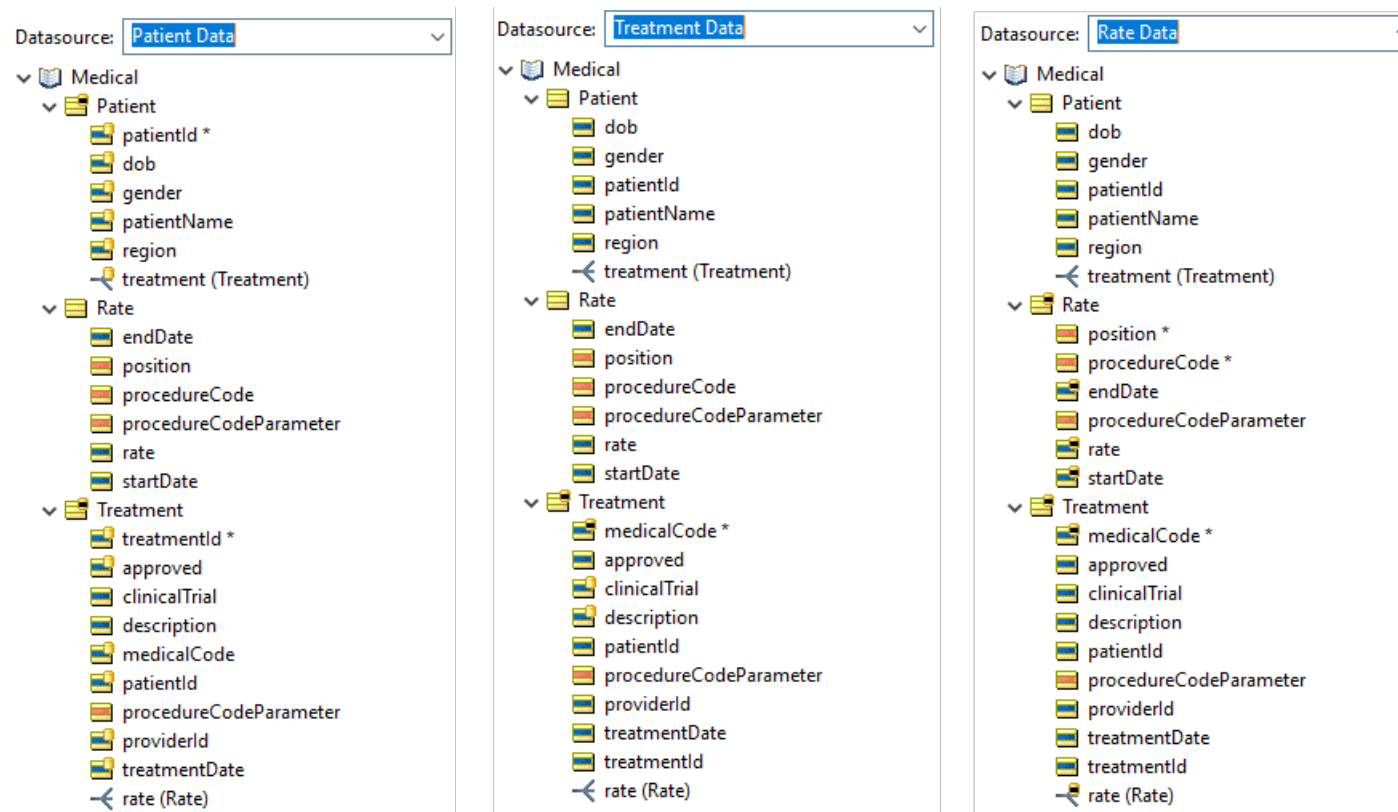 Datasource: Patient Data
Medical
Patient
patientId *
dob
gender
patientName
region
treatment (Treatment)
Rate
endDate
position
procedureCode
procedureCodeParameter
rate
startDate
Treatment
treatmentId *
approved
clinicalTrial
description
medicalCode
patientId
procedureCodeParameter
providerId
treatmentDate
rate (Rate)
Datasource: Treatment Data
Medical
Patient
dob
gender
patientId
patientName
region
treatment (Treatment)
Rate
endDate
position
procedureCode
procedureCodeParameter
rate
startDate
Treatment
medicalCode *
approved
clinicalTrial
description
patientId
procedureCodeParameter
providerId
treatmentDate
treatmentId
rate (Rate)
Datasource: Rate Data
Medical
Patient
dob
gender
patientId
patientName
region
treatment (Treatment)
Rate
position *
procedureCode *
endDate
procedureCodeParameter
rate
startDate
Treatment
medicalCode *
approved
clinicalTrial
description
patientId
procedureCodeParameter
providerId
treatmentDate
treatmentId
rate (Rate)